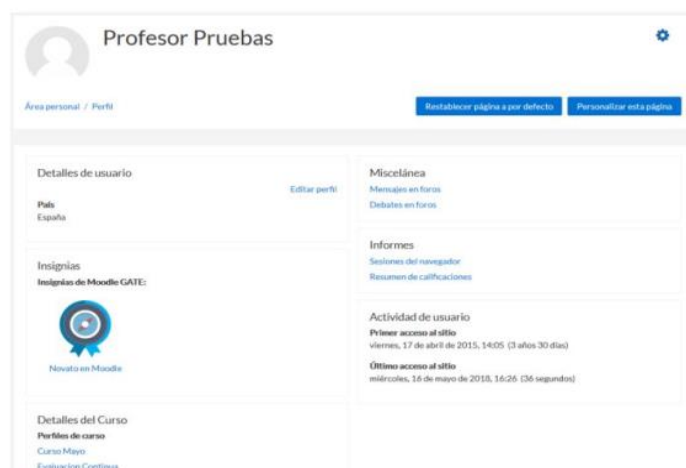 Profesor Pruebas
Área personal / Perfil
Restablecer página a por defecto
Personalizar esta página
Detalles de usuario
Editar perfil
País
España
Insignias
Insignias de Moodle GATE:
Novato en Moodle
Detalles del Curso
Perfiles de curso
Curso Mayo
Evaluacion Continua
Miscelánea
Mensajes en foros
Debates en foros
Informes
Sesiones del navegador
Resumen de calificaciones
Actividad de usuario
Primer acceso al sitio
viernes, 17 de abril de 2015, 14:05 (3 años 30 días)
Último acceso al sitio
miércoles, 16 de mayo de 2018, 16:26 (36 segundos)